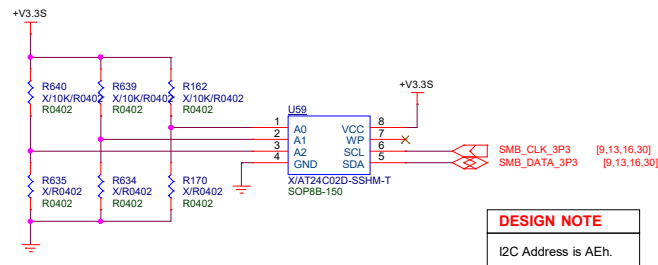 +V3.3S
R640
X/10K/R0402
R0402
R639
X/10K/R0402
R0402
R162
X/10K/R0402
R0402
+V3.3S
U59
1 A0 VCC 8
2 A1 WP 7
3 A2 SCL 6
4 GND SDA 5
SMB_CLK_3P3 [9,13,16,30]
SMB_DATA_3P3 [9,13,16,30]
X/AT24C02D-SSHM-T
SOP8B-150
R635
X/R0402
R0402
R634
X/R0402
R0402
R170
X/R0402
R0402
DESIGN NOTE
I2C Address is AEh.